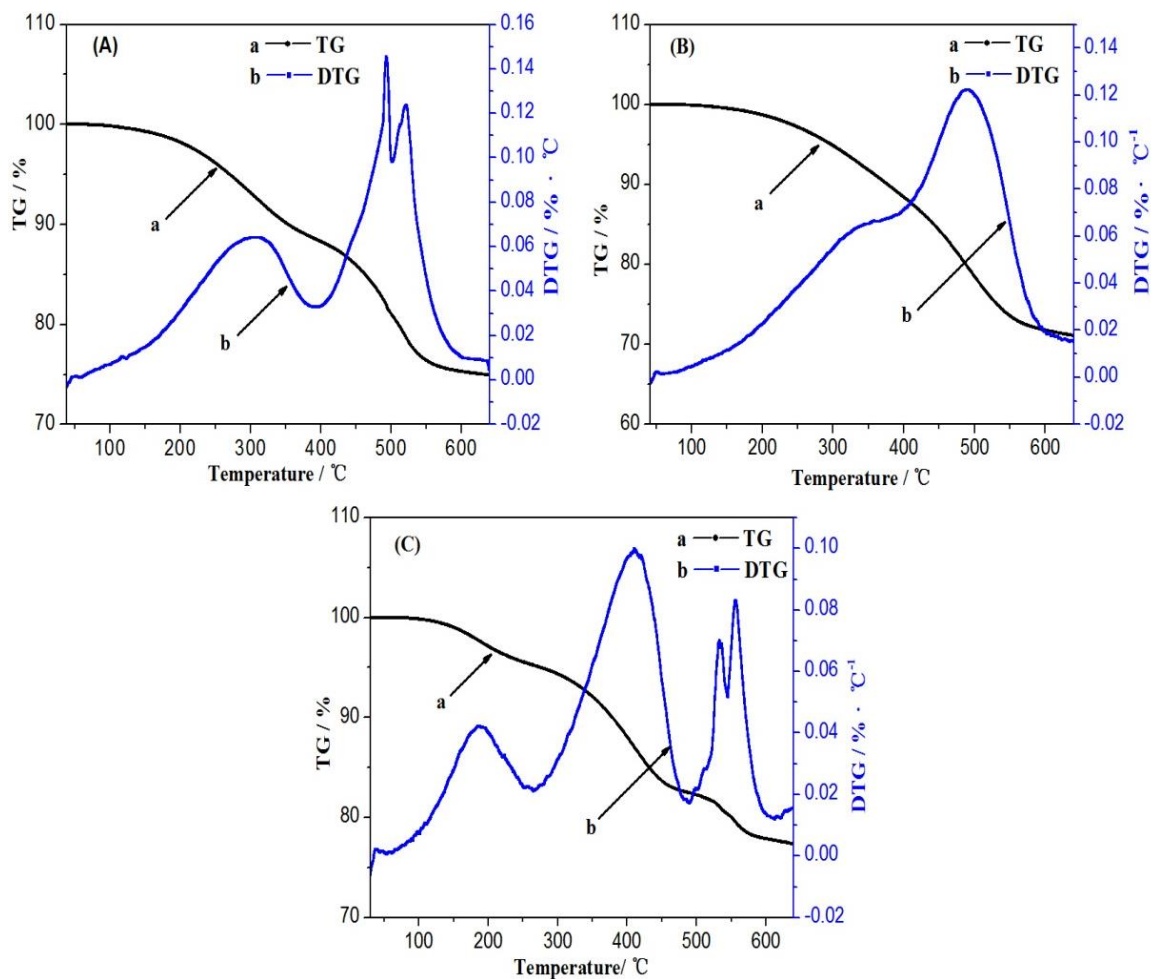 (A)
a TG
b DTG
110
100
90
80
70
TG / %
a
b
0.16
0.14
0.12
0.10
0.08
0.06
0.04
0.02
0.00
-0.02
DTG / % · ℃
100 200 300 400 500 600
Temperature / ℃
(B)
a TG
b DTG
110
100
90
80
70
60
TG / %
a
b
0.15
0.14
0.12
0.10
0.08
0.06
0.04
0.02
0.00
-0.02
DTG / % · ℃⁻¹
100 200 300 400 500 600
Temperature / ℃
(C)
a TG
b DTG
110
100
90
80
70
TG / %
a
b
0.10
0.08
0.06
0.04
0.02
0.00
-0.02
DTG / % · ℃⁻¹
100 200 300 400 500 600
Temperature/ ℃